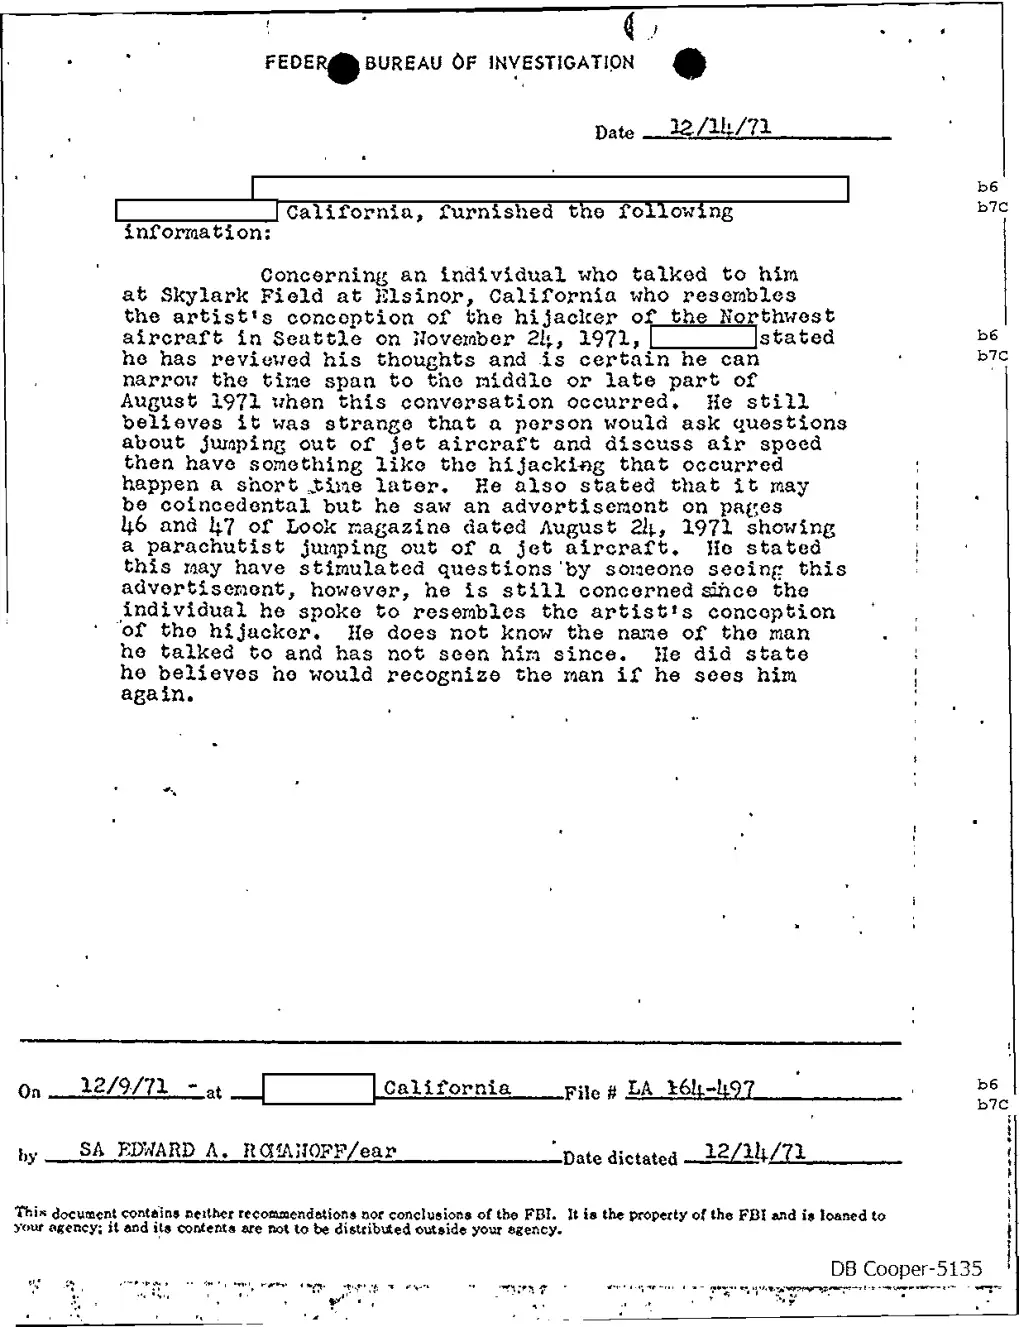 FEDERAL BUREAU OF INVESTIGATION
Date 12/14/71
b6
b7C
California, furnished the following
information:
Concerning an individual who talked to him
at Skylark Field at Elsinor, California who resembles
the artist's conception of the hijacker of the Northwest
aircraft in Seattle on November 24, 1971, stated
b6
b7C
he has reviewed his thoughts and is certain he can
narrow the time span to the middle or late part of
August 1971 when this conversation occurred. He still
believes it was strange that a person would ask questions
about jumping out of jet aircraft and discuss air speed
then have something like the hijacking that occurred
happen a short time later. He also stated that it may
be coincedental but he saw an advertisement on pages
46 and 47 of Look magazine dated August 24, 1971 showing
a parachutist jumping out of a jet aircraft. He stated
this may have stimulated questions by someone seeing this
advertisement, however, he is still concerned since the
individual he spoke to resembles the artist's conception
of the hijacker. He does not know the name of the man
he talked to and has not seen him since. He did state
he believes he would recognize the man if he sees him
again.
On 12/9/71 - at California File # LA 164-497
b6
b7C
by SA EDWARD A. ROMANOFF/ear Date dictated 12/14/71
This document contains neither recommendations nor conclusions of the FBI. It is the property of the FBI and is loaned to
your agency; it and its contents are not to be distributed outside your agency.
DB Cooper-5135